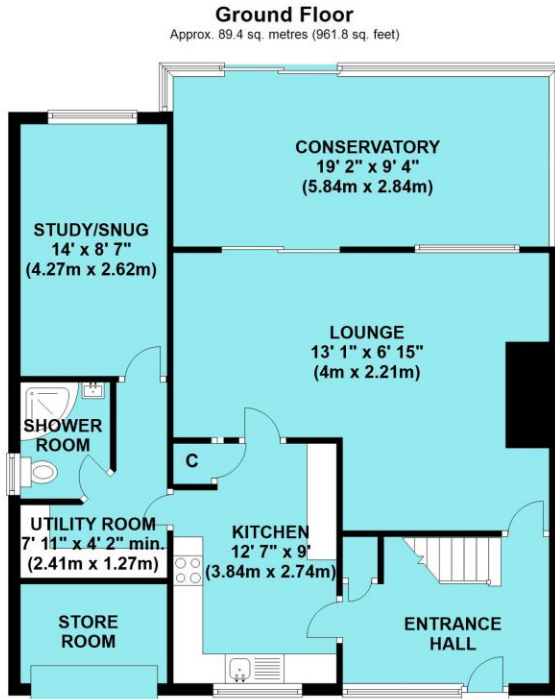 Ground Floor
Approx. 89.4 sq. metres (961.8 sq. feet)
CONSERVATORY
19' 2" x 9' 4"
(5.84m x 2.84m)
STUDY/SNUG
14' x 8' 7"
(4.27m x 2.62m)
LOUNGE
13' 1" x 6' 15"
(4m x 2.21m)
SHOWER
ROOM
C
UTILITY ROOM
7' 11" x 4' 2" min.
(2.41m x 1.27m)
KITCHEN
12' 7" x 9'
(3.84m x 2.74m)
STORE
ROOM
ENTRANCE
HALL